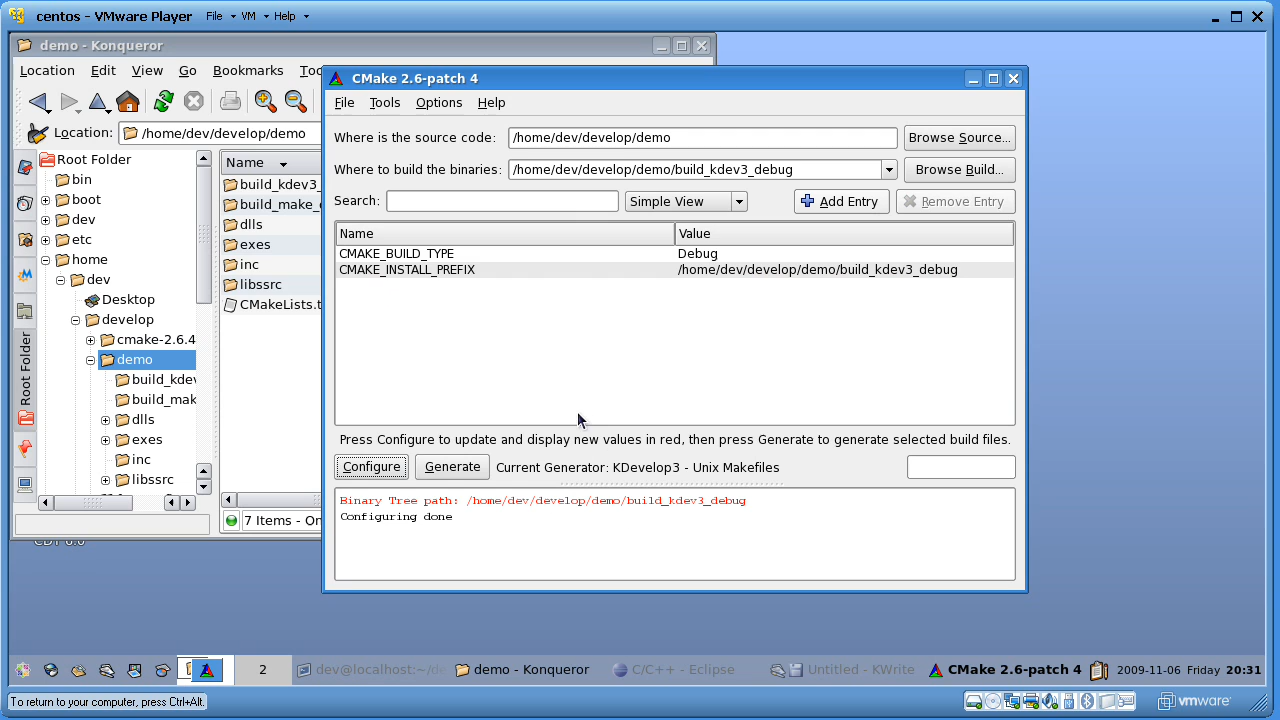 centos - VMware Player File VM Help
demo - Konqueror
Location Edit View Go Bookmarks Too
Location: /home/dev/develop/demo
Root Folder
bin
boot
dev
etc
home
dev
Desktop
develop
cmake-2.6.4
demo
build_kdev
build_mak
dlls
exes
inc
libssrc
Root Folder
Name
build_kdev3_
build_make_
dlls
exes
inc
libssrc
CMakeLists.t
7 Items - On
CMake 2.6-patch 4
File Tools Options Help
Where is the source code: /home/dev/develop/demo Browse Source...
Where to build the binaries: /home/dev/develop/demo/build_kdev3_debug Browse Build...
Search: Simple View Add Entry Remove Entry
Name Value
CMAKE_BUILD_TYPE Debug
CMAKE_INSTALL_PREFIX /home/dev/develop/demo/build_kdev3_debug
Press Configure to update and display new values in red, then press Generate to generate selected build files.
Configure Generate Current Generator: KDevelop3 - Unix Makefiles
Binary Tree path: /home/dev/develop/demo/build_kdev3_debug
Configuring done
2 dev@localhost:~/de demo - Konqueror C/C++ - Eclipse Untitled - KWrite CMake 2.6-patch 4 2009-11-06 Friday 20:31
To return to your computer, press Ctrl+Alt. vmware